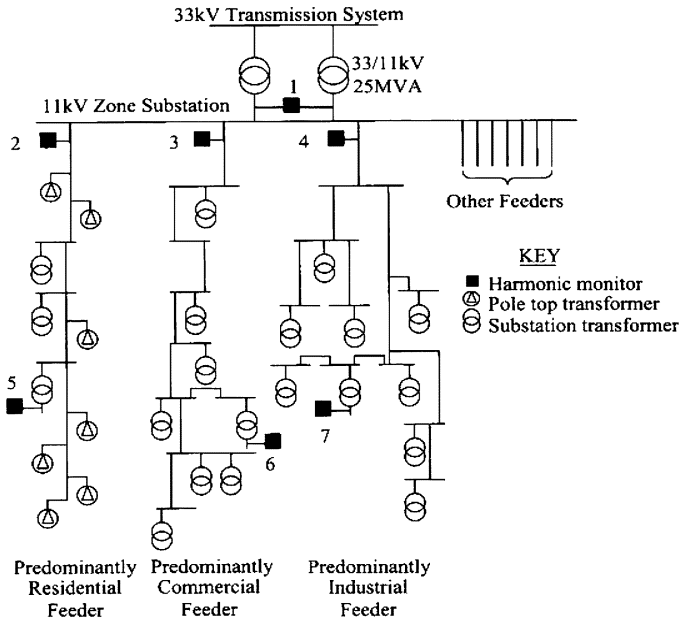 33kV Transmission System
33/11kV
25MVA
1
11kV Zone Substation
2
3
4
Other Feeders
KEY
Harmonic monitor
Pole top transformer
Substation transformer
5
6
7
Predominantly
Residential
Feeder
Predominantly
Commercial
Feeder
Predominantly
Industrial
Feeder